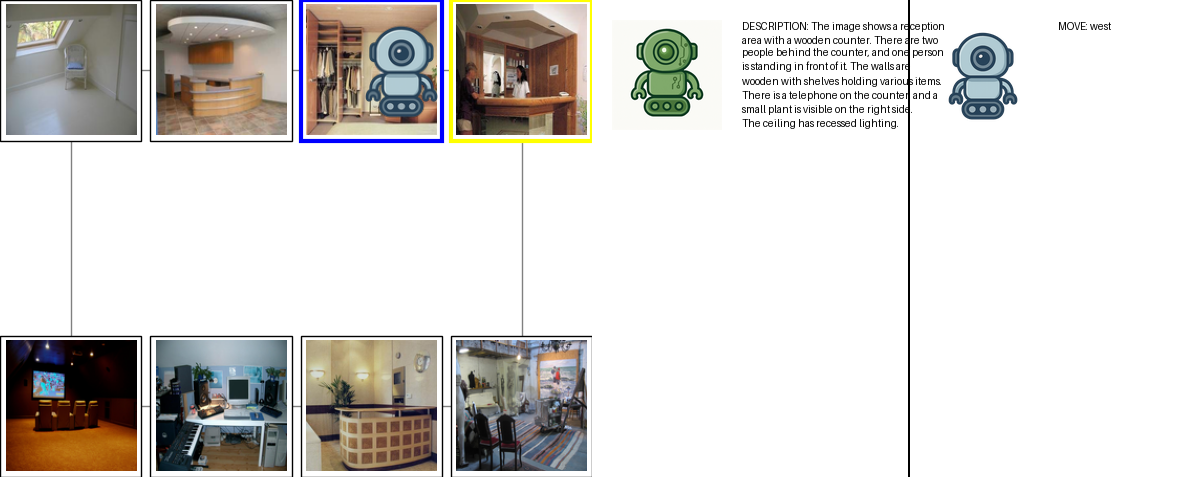 DESCRIPTION: The image shows a reception
area with a wooden counter. There are two
people behind the counter, and one person
isstanding in front of it. The walls are
wooden with shelves holding various items.
There is a telephone on the counter, and a
small plant is visible on the right side.
The ceiling has recessed lighting.
MOVE: west